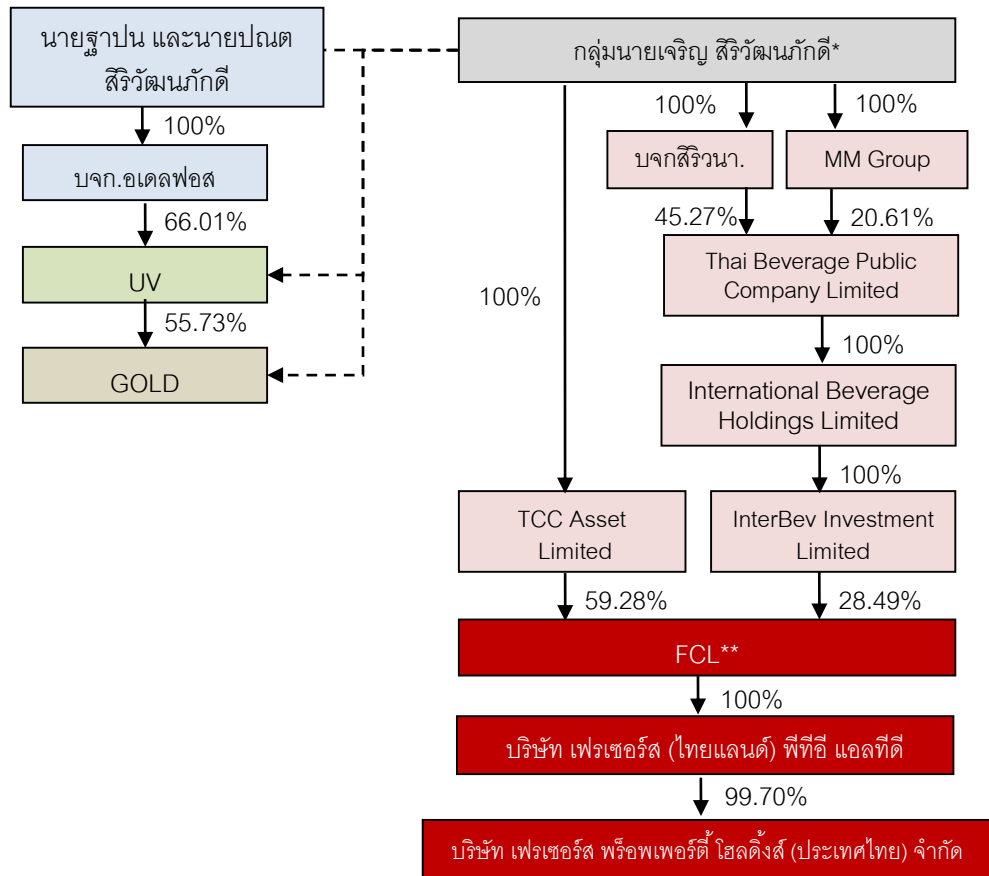 นายฐาปน และนายปณต
สิริวัฒนภักดี
กลุ่มนายเจริญ สิริวัฒนภักดี*
100%
100%
100%
บจก.อเดลฟอส
บจกสิริวนา.
MM Group
66.01%
45.27%
20.61%
UV
Thai Beverage Public
Company Limited
100%
55.73%
100%
GOLD
International Beverage
Holdings Limited
100%
TCC Asset
Limited
InterBev Investment
Limited
59.28%
28.49%
FCL**
100%
บริษัท เฟรเซอร์ส (ไทยแลนด์) พีทีอี แอลทีดี
99.70%
บริษัท เฟรเซอร์ส พร็อพเพอร์ตี้ โฮลดิ้งส์ (ประเทศไทย) จำกัด